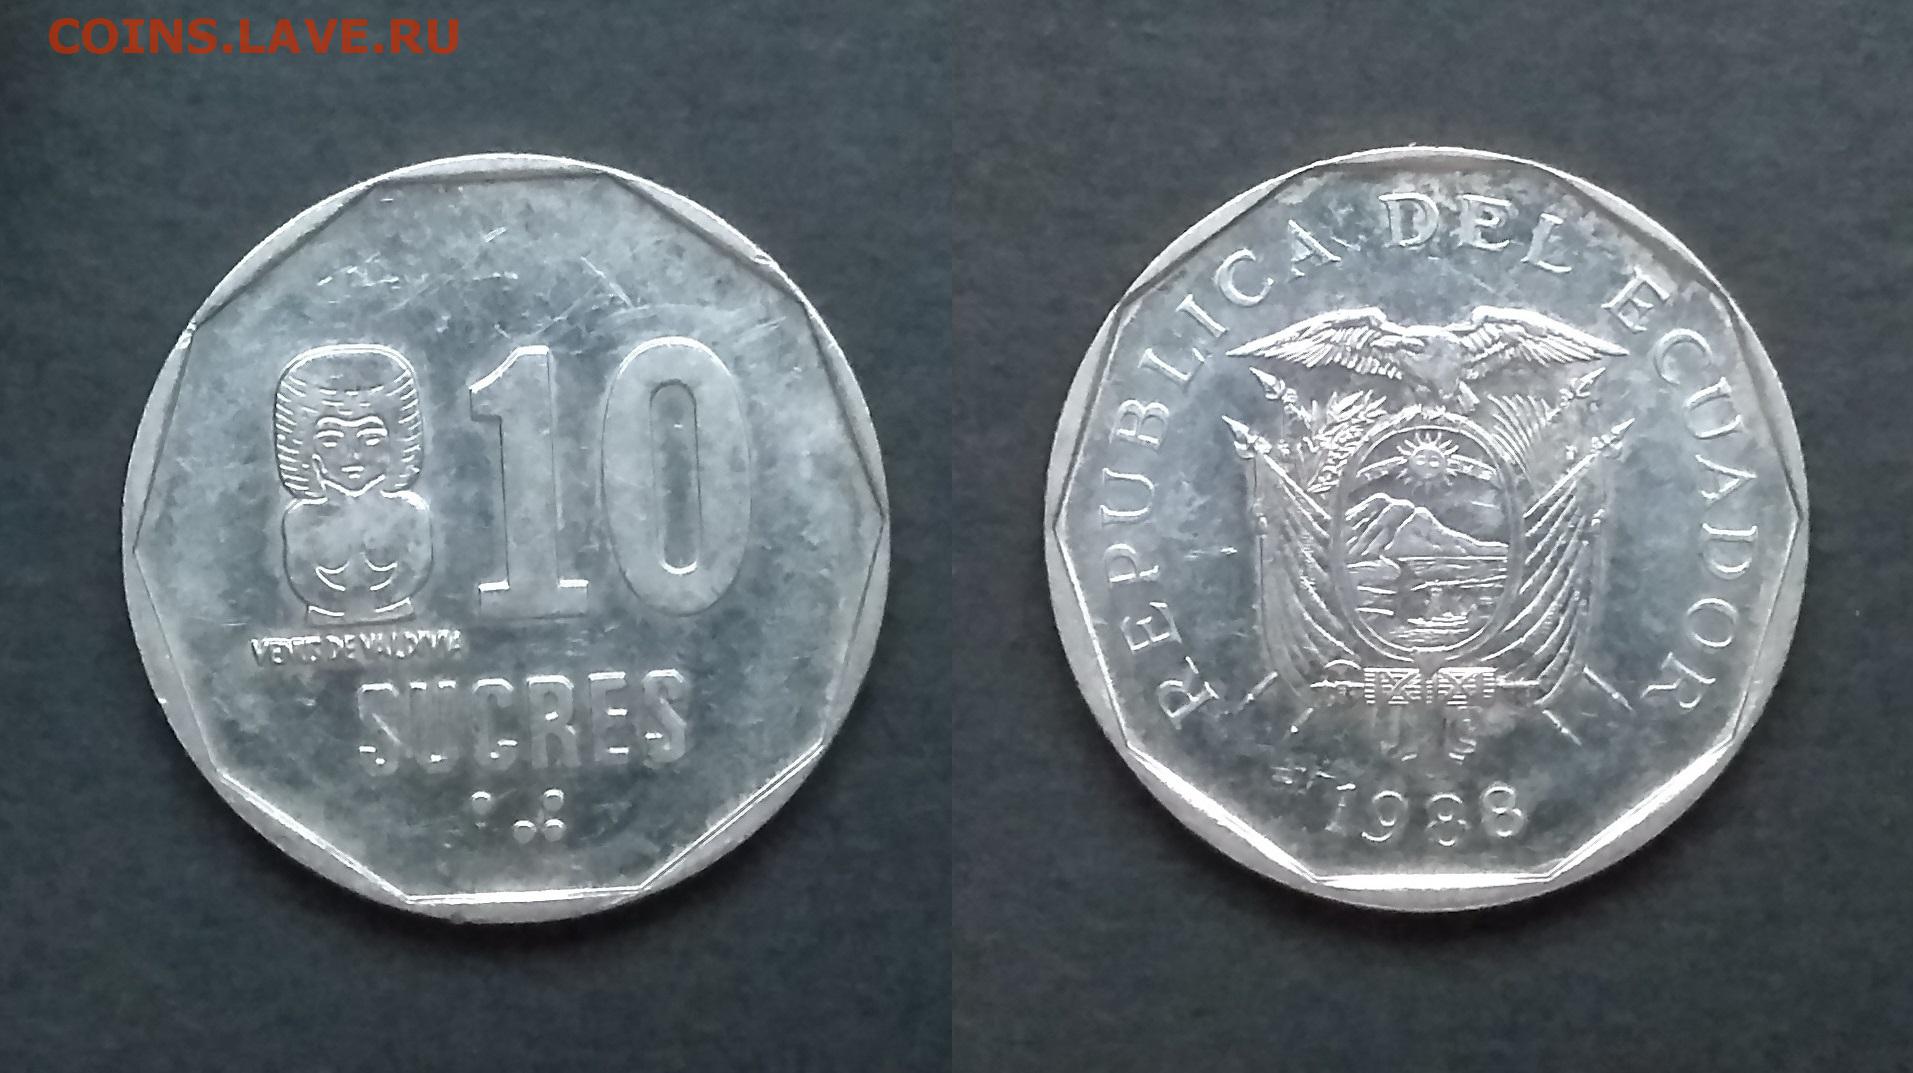 COINS.LAVE.RU
10
VENUS DE VALDIVIA
SUCRES
REPUBLICA DEL ECUADOR
1988